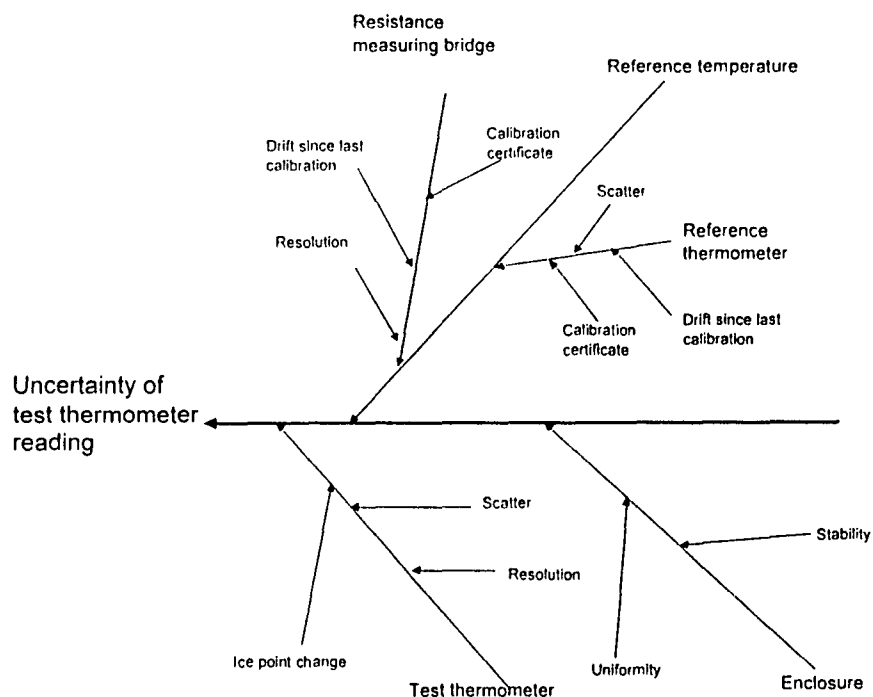 Resistance
measuring bridge
Reference temperature
Drift since last
calibration
Calibration
certificate
Scatter
Resolution
Reference
thermometer
Calibration
certificate
Drift since last
calibration
Uncertainty of
test thermometer
reading
Scatter
Stability
Resolution
Ice point change
Uniformity
Test thermometer
Enclosure